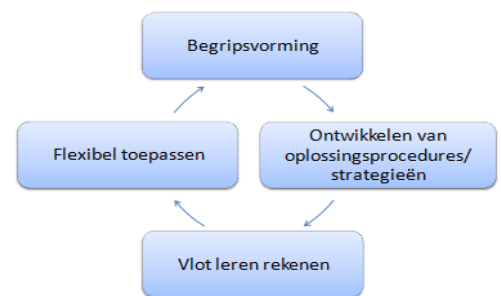 Begripsvorming
Ontwikkelen van
oplossingsprocedures/
strategieën
Vlot leren rekenen
Flexibel toepassen